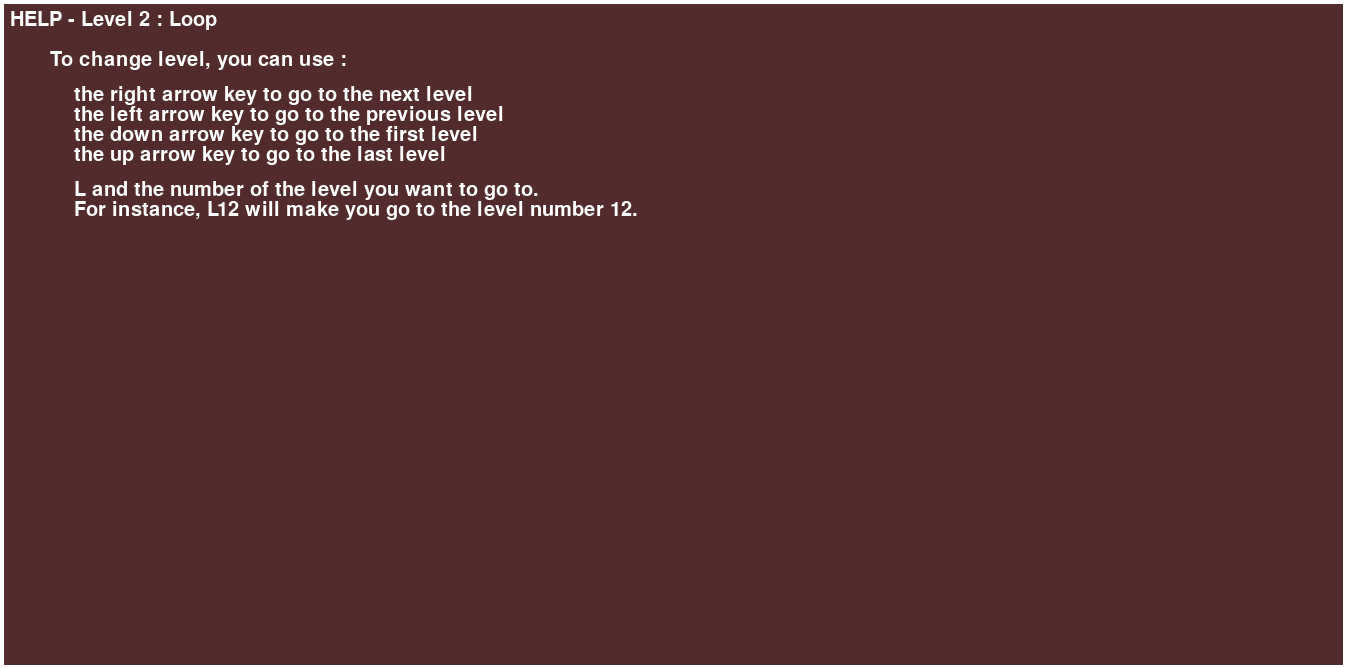 HELP - Level 2 : Loop
To change level, you can use :
the right arrow key to go to the next level
the left arrow key to go to the previous level
the down arrow key to go to the first level
the up arrow key to go to the last level
L and the number of the level you want to go to.
For instance, L12 will make you go to the level number 12.